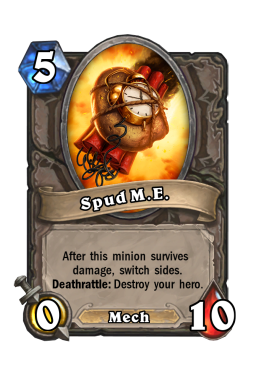 5
Spud M.E.
After this minion survives
damage, switch sides.
Deathrattle: Destroy your hero.
0
Mech
10